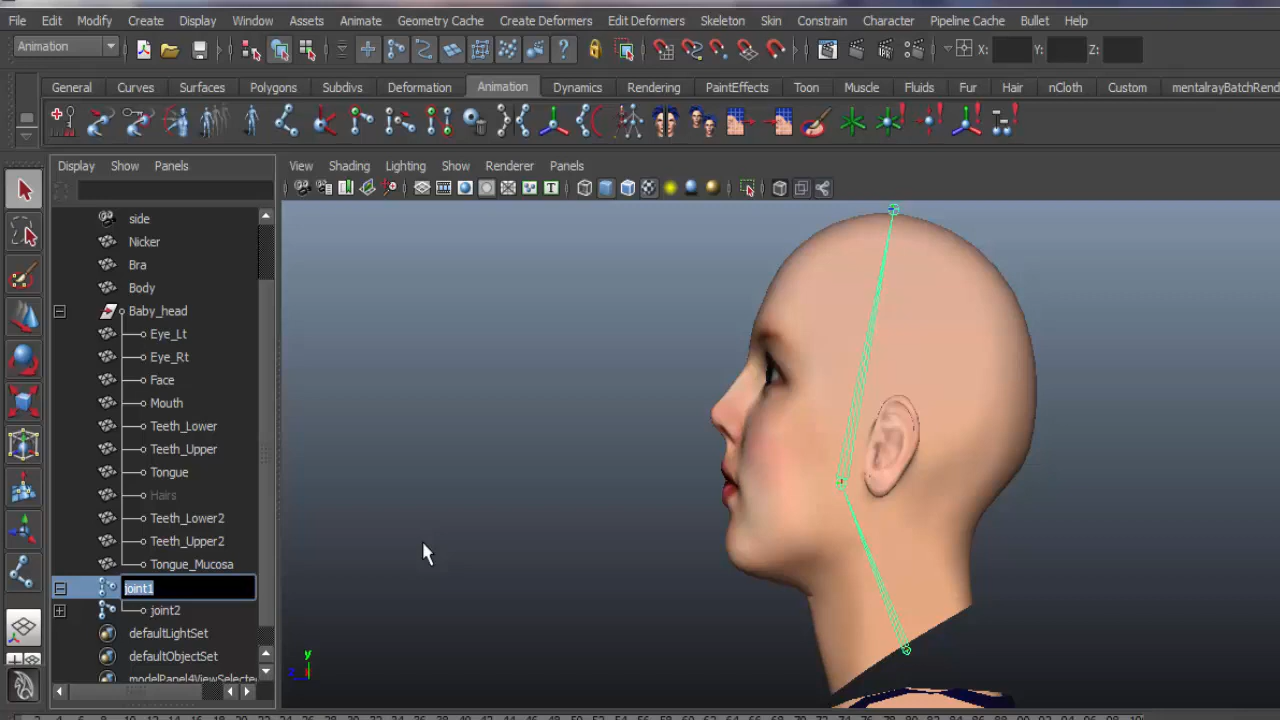 File Edit Modify Create Display Window Assets Animate Geometry Cache Create Deformers Edit Deformers Skeleton Skin Constrain Character Pipeline Cache Bullet Help
Animation X: Y: Z:
General Curves Surfaces Polygons Subdivs Deformation Animation Dynamics Rendering PaintEffects Toon Muscle Fluids Fur Hair nCloth Custom mentalrayBatchRend
Display Show Panels
View Shading Lighting Show Renderer Panels
side
Nicker
Bra
Body
Baby_head
Eye_Lt
Eye_Rt
Face
Mouth
Teeth_Lower
Teeth_Upper
Tongue
Hairs
Teeth_Lower2
Teeth_Upper2
Tongue_Mucosa
joint1
joint2
defaultLightSet
defaultObjectSet
modelPanel4ViewSelecte
y